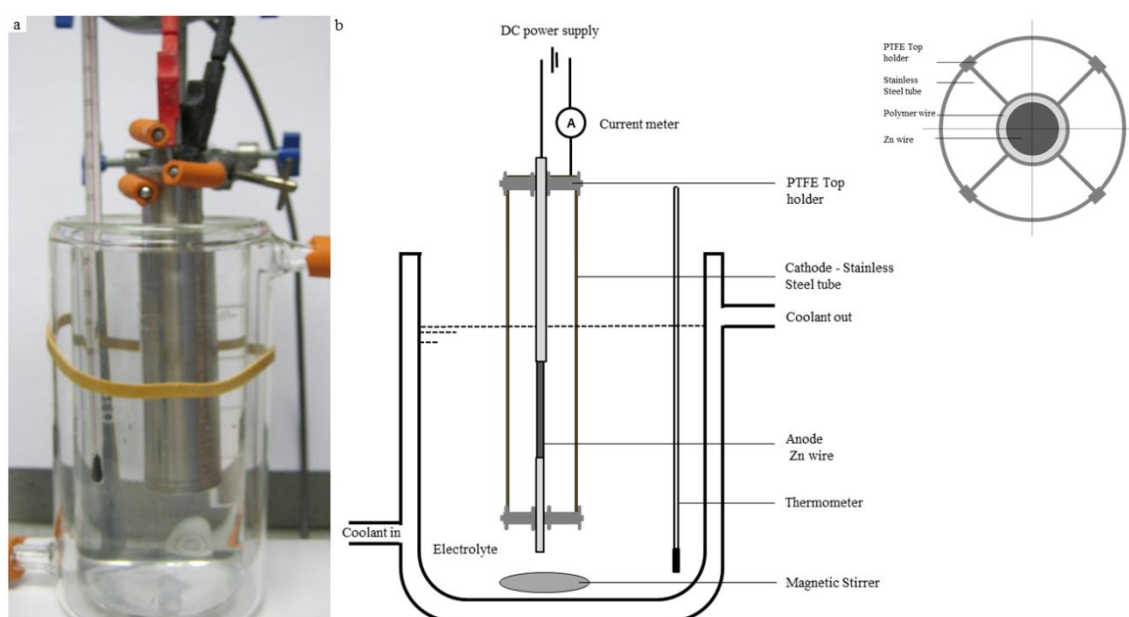 a
b
DC power supply
A
Current meter
PTFE Top
holder
Cathode - Stainless
Steel tube
Coolant out
Anode
Zn wire
Thermometer
Coolant in
Electrolyte
Magnetic Stirrer
PTFE Top
holder
Stainless
Steel tube
Polymer wire
Zn wire